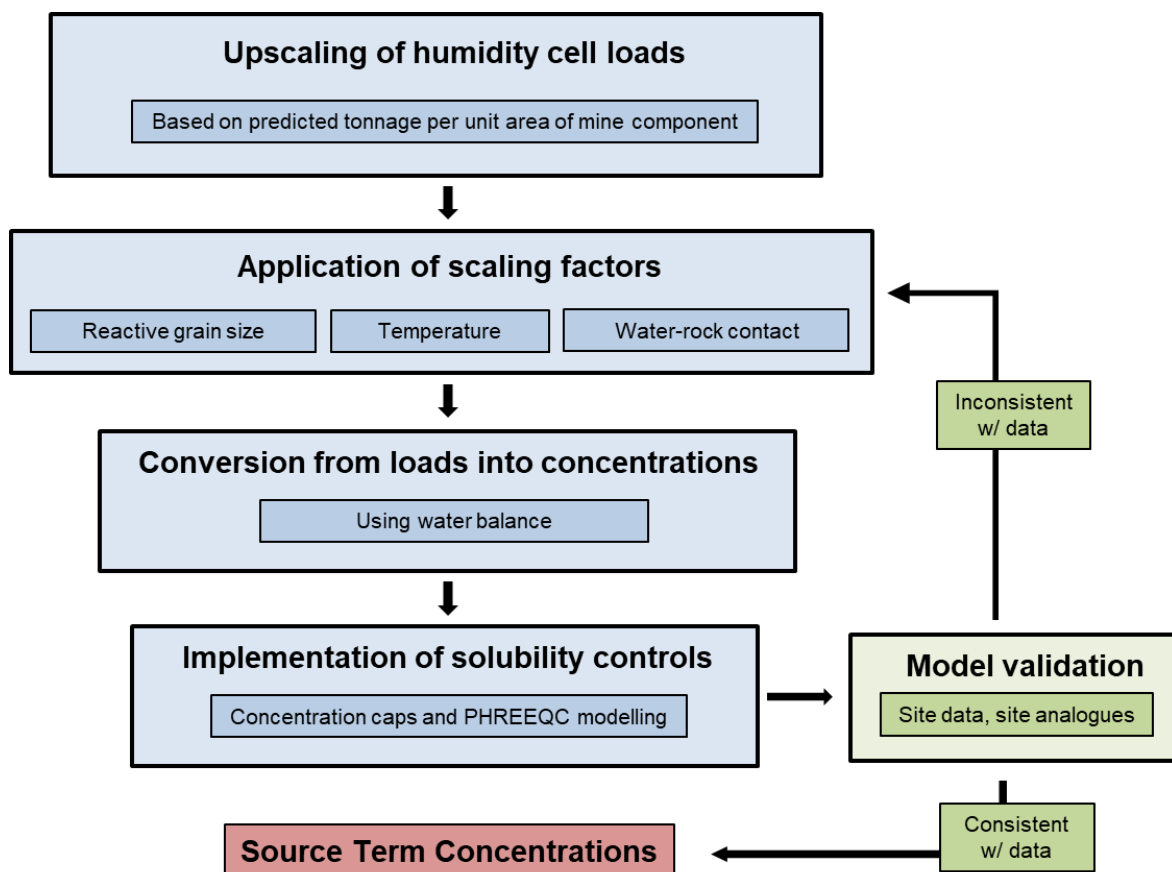 Upscaling of humidity cell loads
Based on predicted tonnage per unit area of mine component
Application of scaling factors
Reactive grain size
Temperature
Water-rock contact
Inconsistent
w/ data
Conversion from loads into concentrations
Using water balance
Implementation of solubility controls
Concentration caps and PHREEQC modelling
Model validation
Site data, site analogues
Consistent
w/ data
Source Term Concentrations